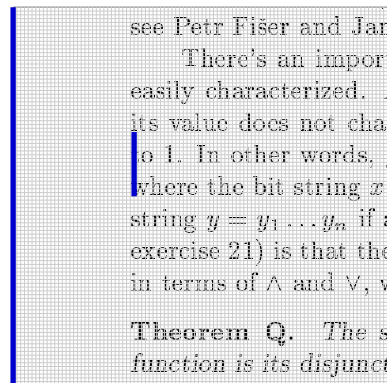 see Petr Fišer and Jan
There's an impor
easily characterized.
its value does not cha
to 1. In other words,
where the bit string x
string y = y₁ … yₙ if a
exercise 21) is that the
in terms of ∧ and ∨, v
Theorem Q. The s
function is its disjunct